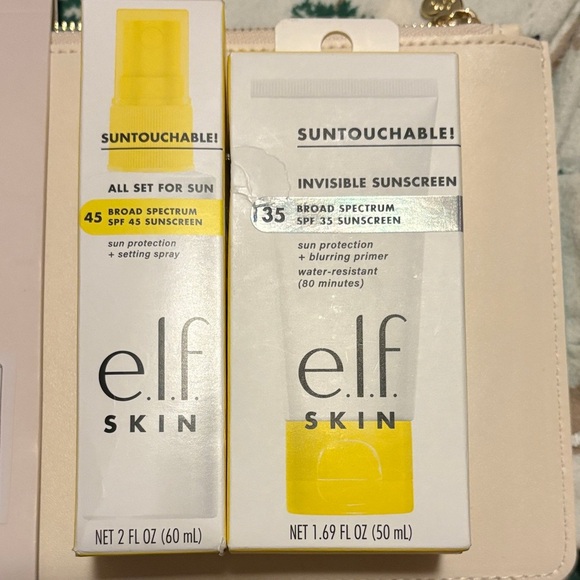 SUNTOUCHABLE!
ALL SET FOR SUN
45 BROAD SPECTRUM
SPF 45 SUNSCREEN
sun protection
+ setting spray
e.l.f.
SKIN
NET 2 FL OZ (60 mL)
SUNTOUCHABLE!
INVISIBLE SUNSCREEN
35 BROAD SPECTRUM
SPF 35 SUNSCREEN
sun protection
+ blurring primer
water-resistant
(80 minutes)
e.l.f.
SKIN
NET 1.69 FL OZ (50 mL)